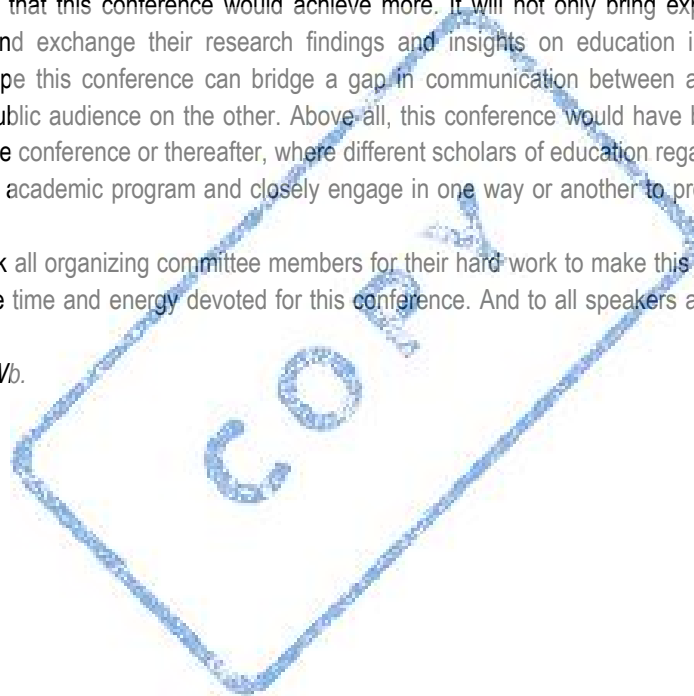 that this conference would achieve more. It will not only bring exp
nd exchange their research findings and insights on education i
pe this conference can bridge a gap in communication between a
ublic audience on the other. Above all, this conference would have b
e conference or thereafter, where different scholars of education rega
academic program and closely engage in one way or another to pr
k all organizing committee members for their hard work to make this
e time and energy devoted for this conference. And to all speakers a
Wb.
COPY